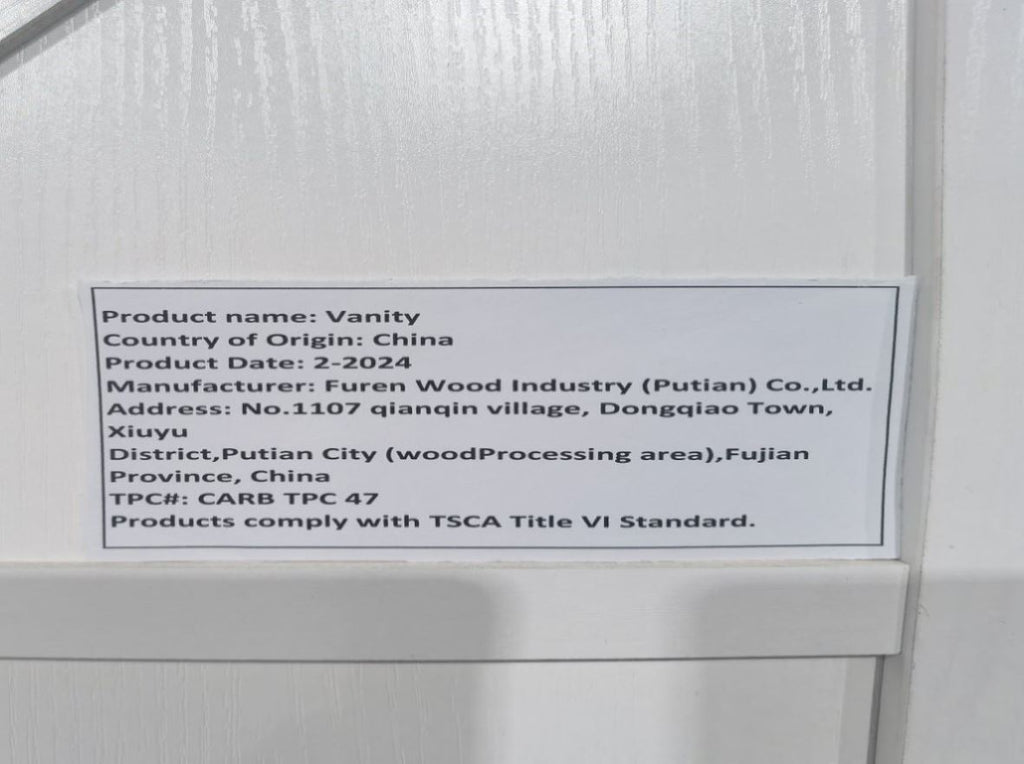 Product name: Vanity
Country of Origin: China
Product Date: 2-2024
Manufacturer: Furen Wood Industry (Putian) Co.,Ltd.
Address: No.1107 qianqin village, Dongqiao Town,
Xiuyu
District,Putian City (woodProcessing area),Fujian
Province, China
TPC#: CARB TPC 47
Products comply with TSCA Title VI Standard.